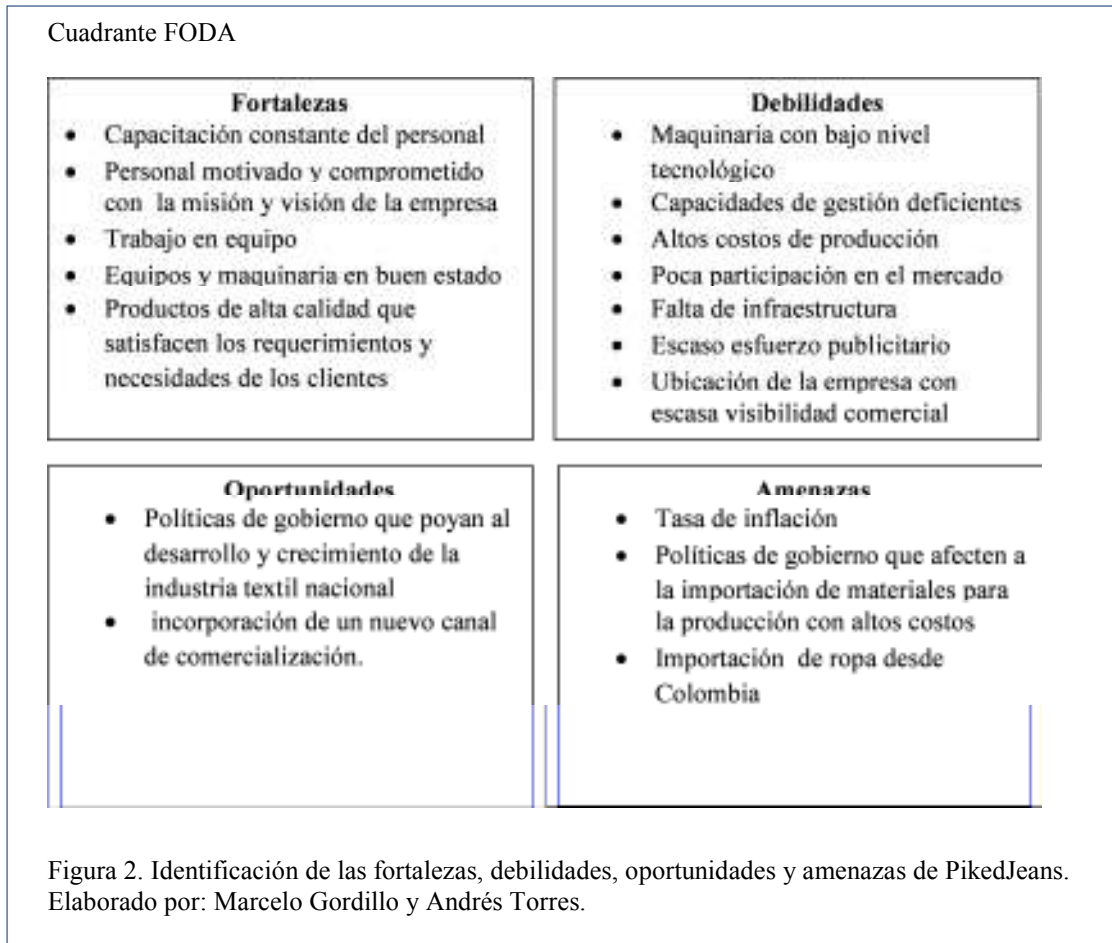 Cuadrante FODA
Fortalezas
• Capacitación constante del personal
• Personal motivado y comprometido
con la misión y visión de la empresa
• Trabajo en equipo
• Equipos y maquinaria en buen estado
• Productos de alta calidad que
satisfacen los requerimientos y
necesidades de los clientes
Debilidades
• Maquinaria con bajo nivel
tecnológico
• Capacidades de gestión deficientes
• Altos costos de producción
• Poca participación en el mercado
• Falta de infraestructura
• Escaso esfuerzo publicitario
• Ubicación de la empresa con
escasa visibilidad comercial
Oportunidades
• Políticas de gobierno que poyan al
desarrollo y crecimiento de la
industria textil nacional
• incorporación de un nuevo canal
de comercialización.
Amenazas
• Tasa de inflación
• Políticas de gobierno que afecten a
la importación de materiales para
la producción con altos costos
• Importación de ropa desde
Colombia
Figura 2. Identificación de las fortalezas, debilidades, oportunidades y amenazas de PikedJeans.
Elaborado por: Marcelo Gordillo y Andrés Torres.